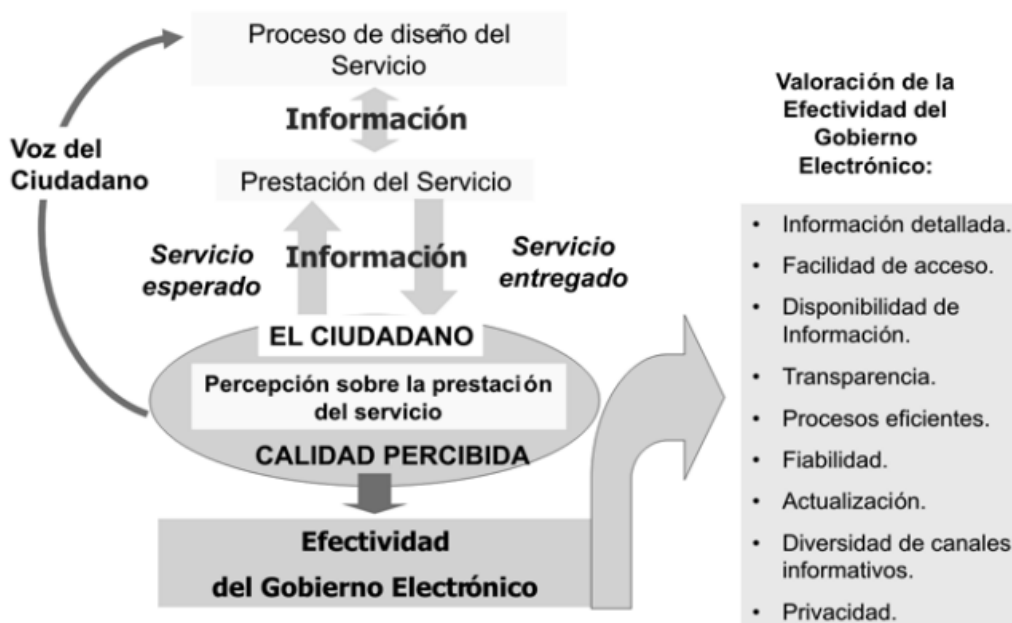 Proceso de diseño del
Servicio
Información
Voz del
Ciudadano
Prestación del Servicio
Servicio
esperado
Información
Servicio
entregado
EL CIUDADANO
Percepción sobre la prestación
del servicio
CALIDAD PERCIBIDA
Efectividad
del Gobierno Electrónico
Valoración de la
Efectividad del
Gobierno
Electrónico:
• Información detallada.
• Facilidad de acceso.
• Disponibilidad de
Información.
• Transparencia.
• Procesos eficientes.
• Fiabilidad.
• Actualización.
• Diversidad de canales
informativos.
• Privacidad.